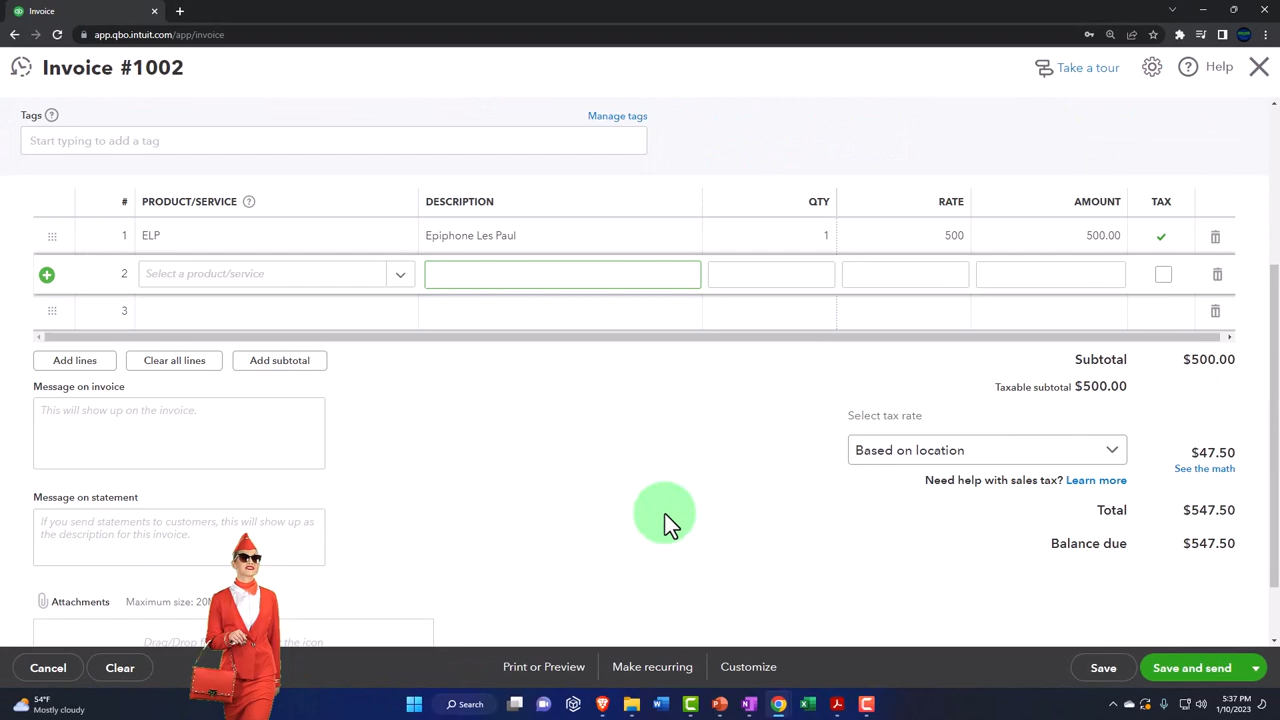 Invoice
app.qbo.intuit.com/app/invoice
Invoice #1002
Take a tour
Help
Tags
Manage tags
Start typing to add a tag
# PRODUCT/SERVICE DESCRIPTION QTY RATE AMOUNT TAX
1 ELP Epiphone Les Paul 1 500 500.00
2 Select a product/service
3
Add lines Clear all lines Add subtotal
Subtotal $500.00
Message on invoice
Taxable subtotal $500.00
This will show up on the invoice.
Select tax rate
Based on location
$47.50
See the math
Need help with sales tax? Learn more
Message on statement
Total $547.50
If you send statements to customers, this will show up as
the description for this invoice.
Balance due $547.50
Attachments Maximum size:
Drag/Drop the icon
Cancel Clear Print or Preview Make recurring Customize Save Save and send
54°F
Mostly cloudy
Search
5:37 PM
1/10/2023